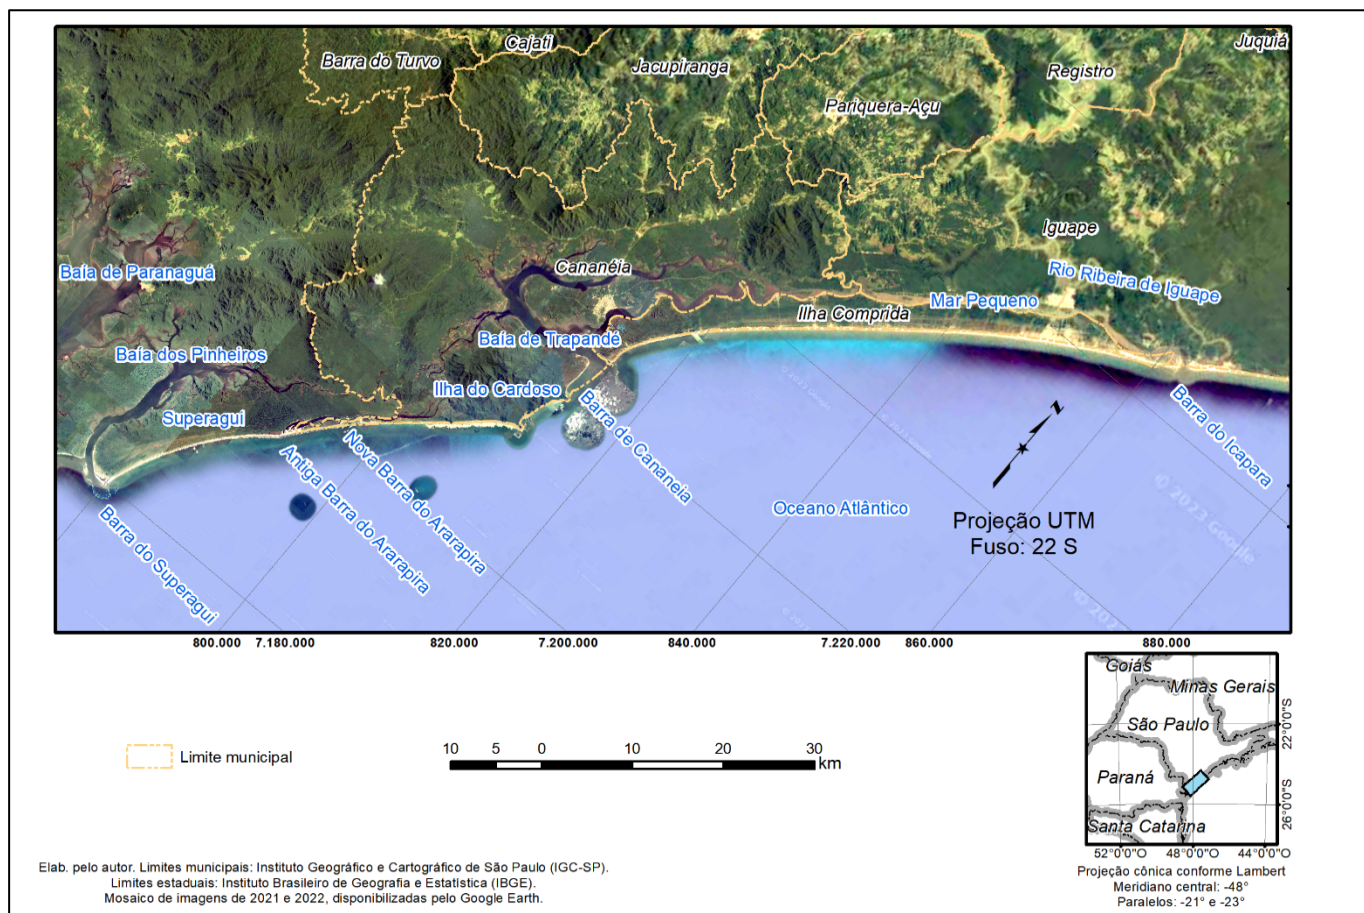 Cajati
Juquiá
Barra do Turvo
Jacupiranga
Registro
Pariquera-Açu
Iguape
Baía de Paranaguá
Cananéia
Rio Ribeira de Iguape
Mar Pequeno
Ilha Comprida
Baía de Trapandé
Baía dos Pinheiros
Ilha do Cardoso
Superagui
Barra de Cananeia
Barra do Icapara
Nova Barra do Ararapira
Antiga Barra do Ararapira
Barra do Superagui
Oceano Atlântico
N
Projeção UTM
Fuso: 22 S
© 2023 Google
800.000 7.180.000 820.000 7.200.000 840.000 7.220.000 860.000 880.000
Limite municipal
10 5 0 10 20 30
km
Goiás
Minas Gerais
São Paulo
Paraná
Santa Catarina
22°0'0"S
26°0'0"S
52°0'0"O 48°0'0"O 44°0'0"O
Projeção cônica conforme Lambert
Meridiano central: -48°
Paralelos: -21° e -23°
Elab. pelo autor. Limites municipais: Instituto Geográfico e Cartográfico de São Paulo (IGC-SP).
Limites estaduais: Instituto Brasileiro de Geografia e Estatística (IBGE).
Mosaico de imagens de 2021 e 2022, disponibilizadas pelo Google Earth.